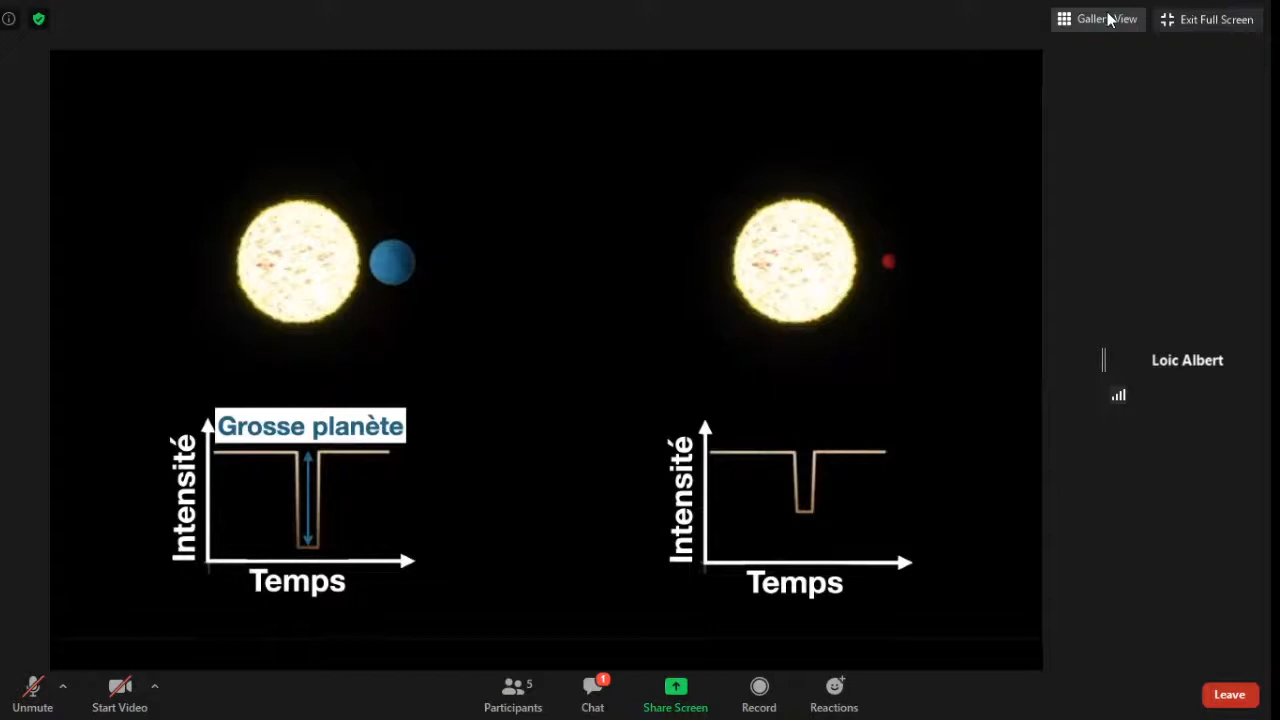 Gallery View
Exit Full Screen
Loic Albert
Grosse planète
Intensité
Temps
Intensité
Temps
Unmute
Start Video
5
Participants
1
Chat
Share Screen
Record
Reactions
Leave